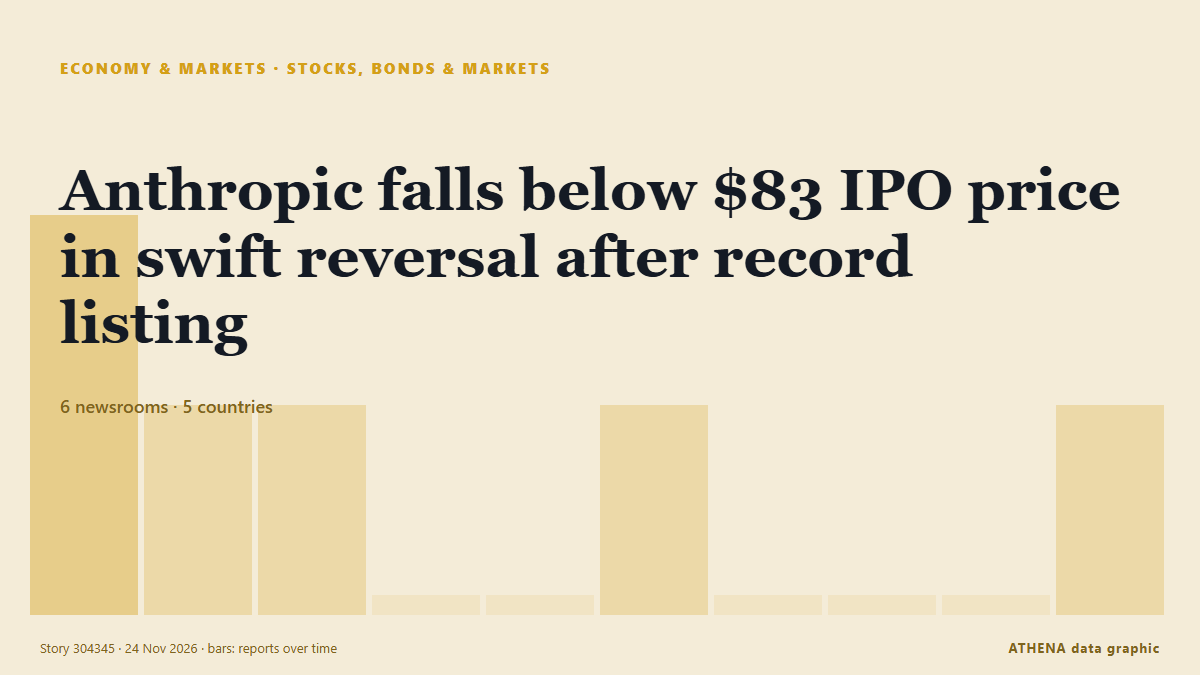 ECONOMY & MARKETS · STOCKS, BONDS & MARKETS
Anthropic falls below $83 IPO price
in swift reversal after record
listing
6 newsrooms · 5 countries
Story 304345 · 24 Nov 2026 · bars: reports over time
ATHENA data graphic